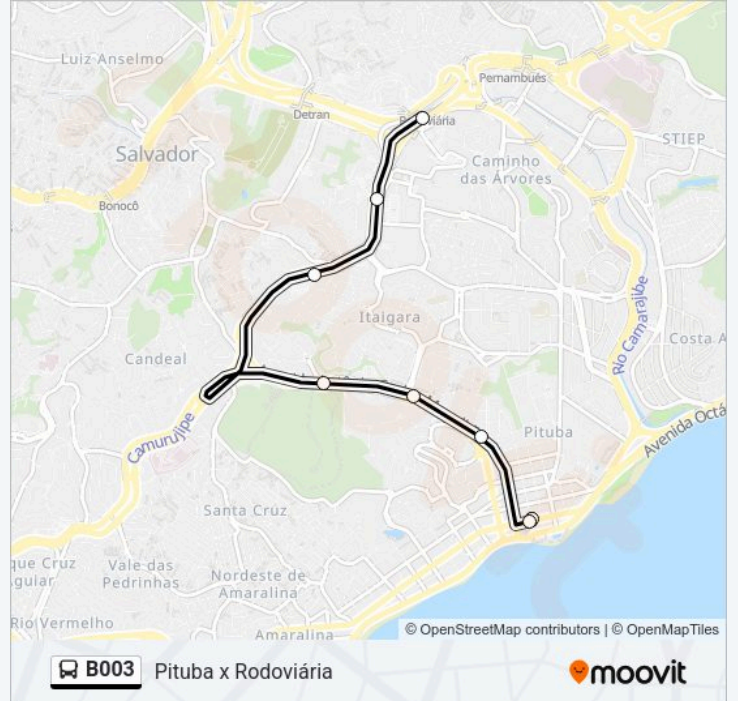 Luiz Anselmo
Pernambués
Detran
Rodoviária
STIEP
Salvador
Caminho
das Árvores
Bonocô
Rio Camarajibe
Itaigara
Costa A
Candeal
Camurujipe
Pituba
Avenida Octá
Santa Cruz
que Cruz
Aguiar
Vale das
Pedrinhas
Nordeste de
Amaralina
Rio Vermelho
Amaralina
© OpenStreetMap contributors | © OpenMapTiles
B003 Pituba x Rodoviária
moovit